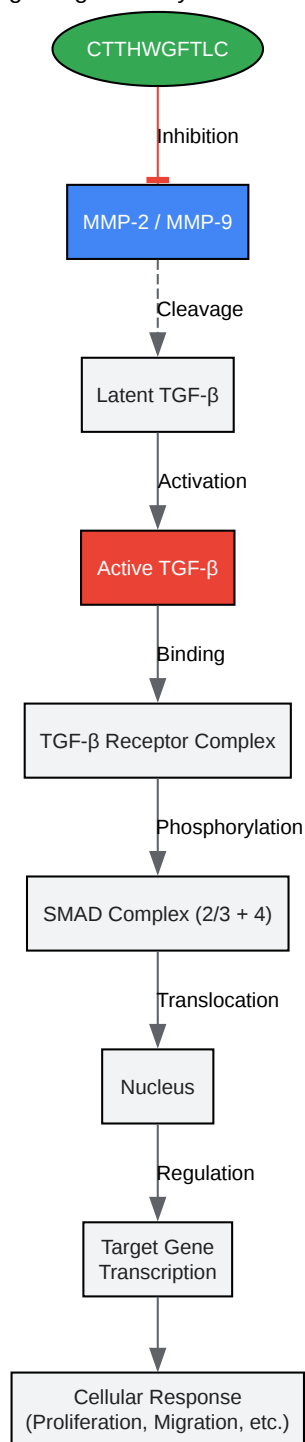 CTTHWGFTLC
Inhibition
MMP-2 / MMP-9
Cleavage
Latent TGF-β
Activation
Active TGF-β
Binding
TGF-β Receptor Complex
Phosphorylation
SMAD Complex (2/3 + 4)
Translocation
Nucleus
Regulation
Target Gene
Transcription
Cellular Response
(Proliferation, Migration, etc.)